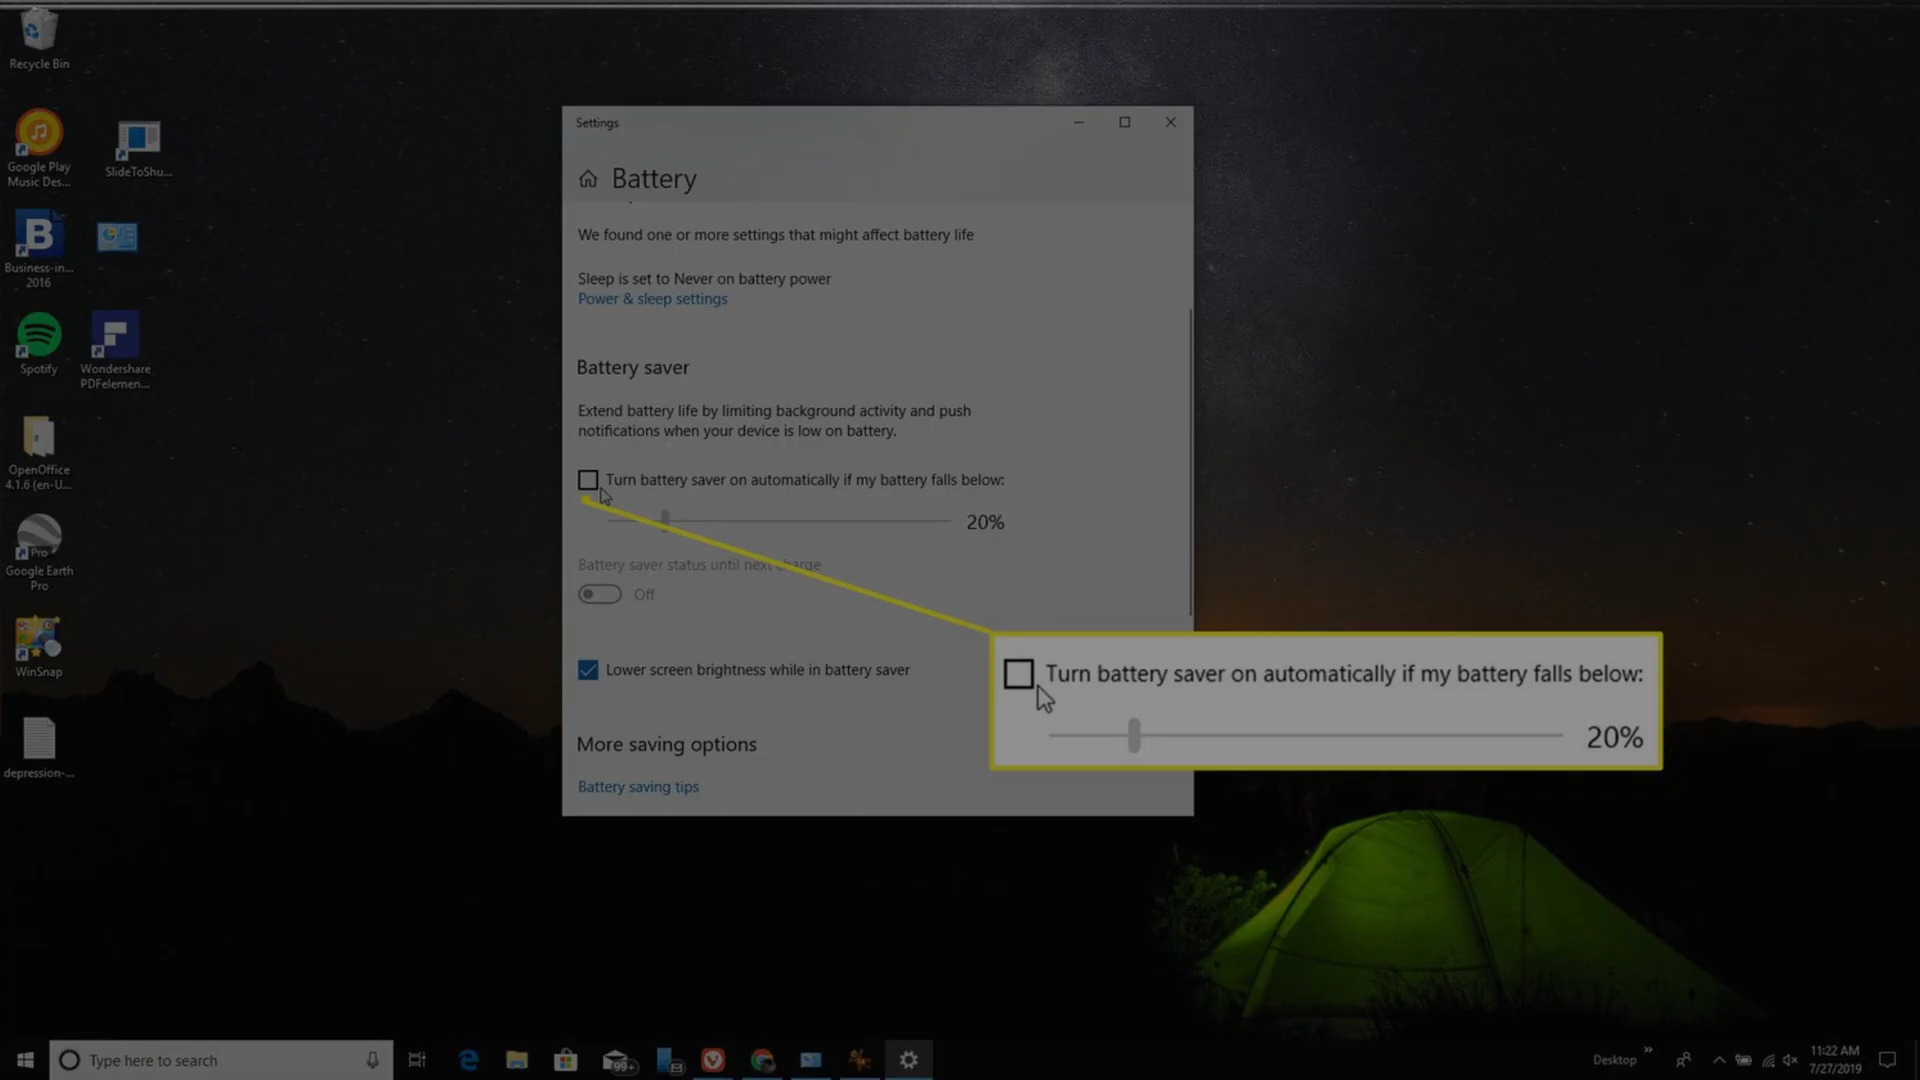 Recycle Bin
Google Play
Music Des...
SlideToShu...
Business-in...
2016
Spotify
Wondershare
PDFelemen...
OpenOffice
4.1.6 (en-U...
Pro
Google Earth
Pro
WinSnap
depression-...
Settings
Battery
We found one or more settings that might affect battery life
Sleep is set to Never on battery power
Power & sleep settings
Battery saver
Extend battery life by limiting background activity and push
notifications when your device is low on battery.
Turn battery saver on automatically if my battery falls below:
20%
Battery saver status until next charge
Off
Lower screen brightness while in battery saver
More saving options
Battery saving tips
Turn battery saver on automatically if my battery falls below:
20%
Type here to search
99+
Desktop
11:22 AM
7/27/2019